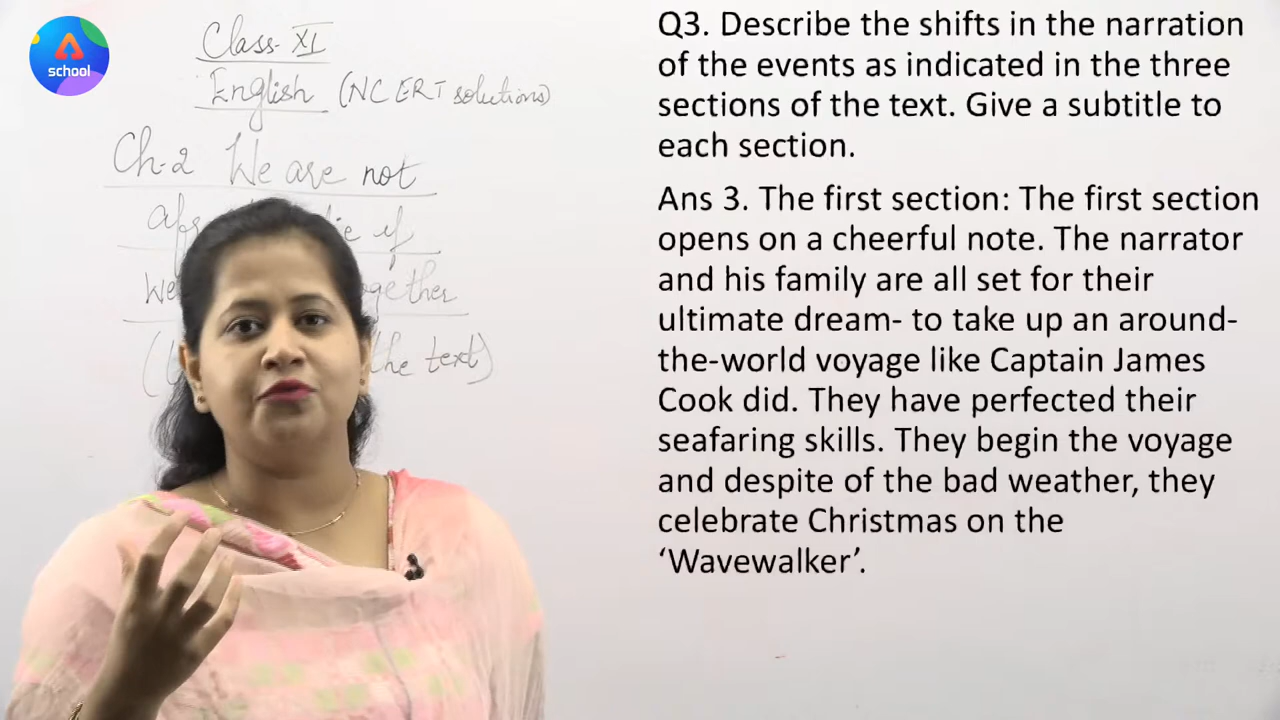 A
school
Class-XI
English (NCERT solutions)
Ch-2 We are not
if
we
the text)
Q3. Describe the shifts in the narration
of the events as indicated in the three
sections of the text. Give a subtitle to
each section.
Ans 3. The first section: The first section
opens on a cheerful note. The narrator
and his family are all set for their
ultimate dream- to take up an around-
the-world voyage like Captain James
Cook did. They have perfected their
seafaring skills. They begin the voyage
and despite of the bad weather, they
celebrate Christmas on the
‘Wavewalker’.